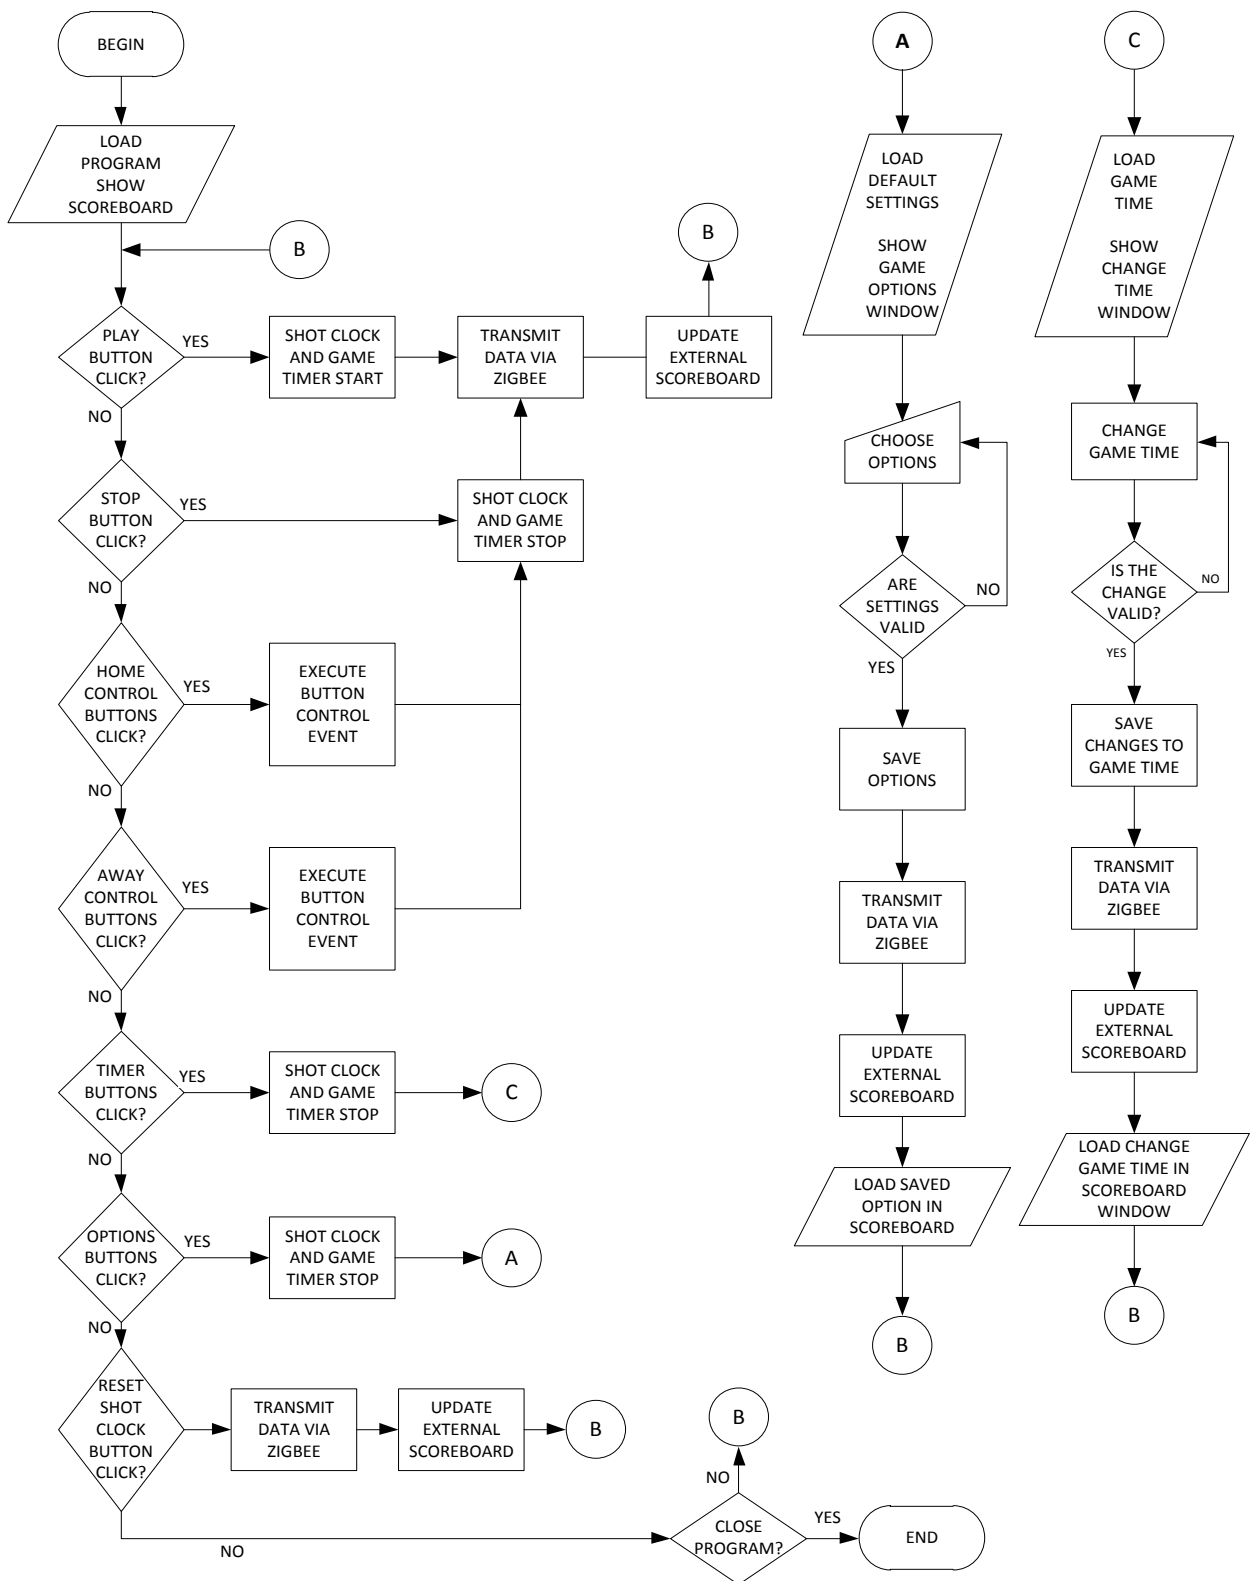 BEGIN
LOAD
PROGRAM
SHOW
SCOREBOARD
B
PLAY
BUTTON
CLICK?
YES
SHOT CLOCK
AND GAME
TIMER START
TRANSMIT
DATA VIA
ZIGBEE
UPDATE
EXTERNAL
SCOREBOARD
B
NO
STOP
BUTTON
CLICK?
YES
SHOT CLOCK
AND GAME
TIMER STOP
NO
HOME
CONTROL
BUTTONS
CLICK?
YES
EXECUTE
BUTTON
CONTROL
EVENT
NO
AWAY
CONTROL
BUTTONS
CLICK?
YES
EXECUTE
BUTTON
CONTROL
EVENT
NO
TIMER
BUTTONS
CLICK?
YES
SHOT CLOCK
AND GAME
TIMER STOP
C
NO
OPTIONS
BUTTONS
CLICK?
YES
SHOT CLOCK
AND GAME
TIMER STOP
A
NO
RESET
SHOT
CLOCK
BUTTON
CLICK?
TRANSMIT
DATA VIA
ZIGBEE
UPDATE
EXTERNAL
SCOREBOARD
B
NO
CLOSE
PROGRAM?
NO
B
YES
END
A
LOAD
DEFAULT
SETTINGS
SHOW
GAME
OPTIONS
WINDOW
CHOOSE
OPTIONS
ARE
SETTINGS
VALID
NO
YES
SAVE
OPTIONS
TRANSMIT
DATA VIA
ZIGBEE
UPDATE
EXTERNAL
SCOREBOARD
LOAD SAVED
OPTION IN
SCOREBOARD
B
C
LOAD
GAME
TIME
SHOW
CHANGE
TIME
WINDOW
CHANGE
GAME TIME
IS THE
CHANGE
VALID?
NO
YES
SAVE
CHANGES TO
GAME TIME
TRANSMIT
DATA VIA
ZIGBEE
UPDATE
EXTERNAL
SCOREBOARD
LOAD CHANGE
GAME TIME IN
SCOREBOARD
WINDOW
B